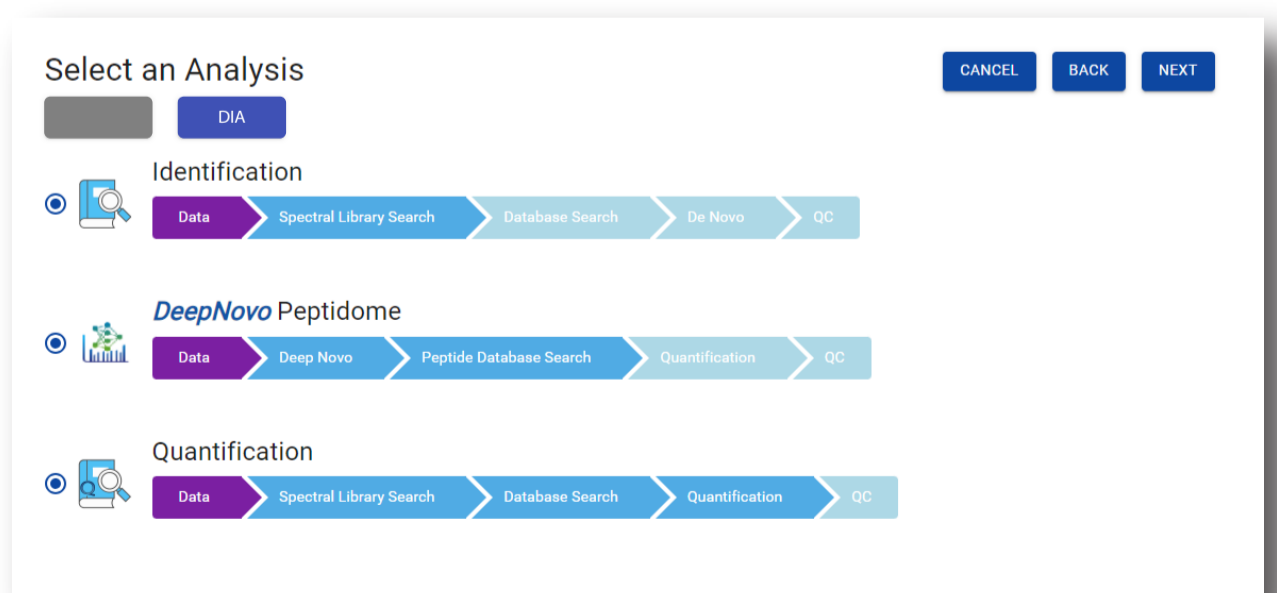 Select an Analysis
CANCEL BACK NEXT
DIA
Identification
Data Spectral Library Search Database Search De Novo QC
DeepNovo Peptidome
Data Deep Novo Peptide Database Search Quantification QC
Quantification
Q
Data Spectral Library Search Database Search Quantification QC